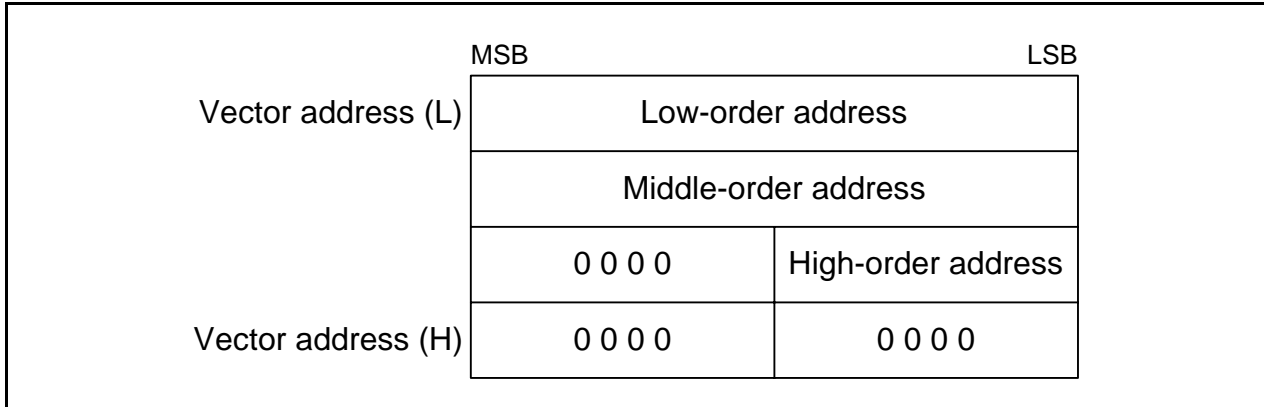 MSB LSB
Vector address (L) Low-order address
Middle-order address
0 0 0 0 High-order address
Vector address (H) 0 0 0 0 0 0 0 0